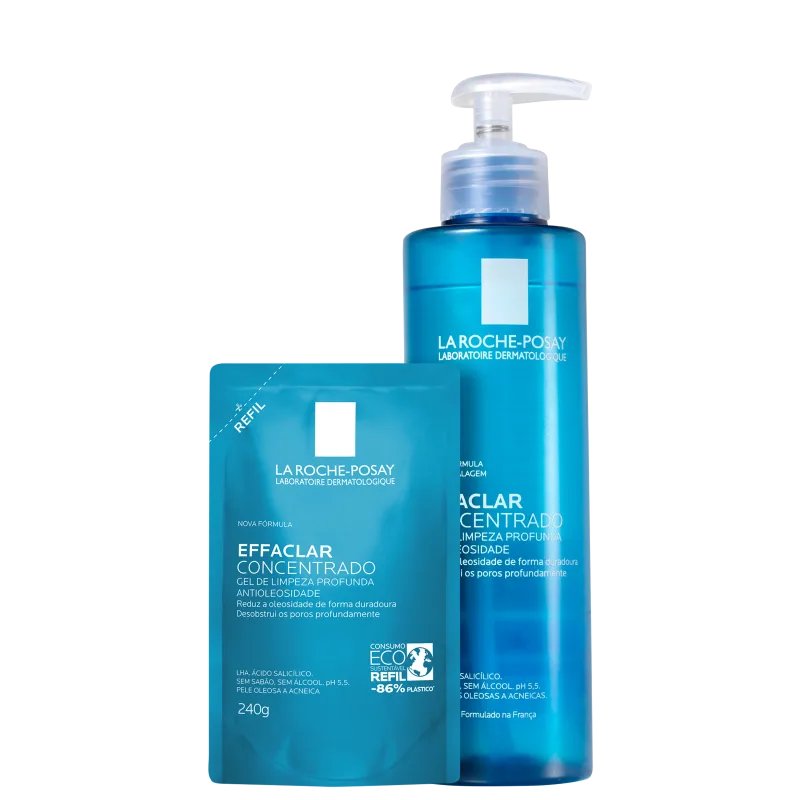 REFIL
LA ROCHE-POSAY
LABORATOIRE DERMATOLOGIQUE
NOVA FÓRMULA
EFFACLAR
CONCENTRADO
GEL DE LIMPEZA PROFUNDA
ANTIOLEOSIDADE
Reduz a oleosidade de forma duradoura
Desobstrui os poros profundamente
CONSUMO
ECO
SUSTENTÁVEL
REFIL
-86% PLÁSTICO*
LHA. ÁCIDO SALICÍLICO.
SEM SABÃO, SEM ÁLCOOL. pH 5,5.
PELE OLEOSA A ACNEICA
240g
LA ROCHE-POSAY
LABORATOIRE DERMATOLOGIQUE
RMULA
ALAGEM
ACLAR
CENTRADO
LIMPEZA PROFUNDA
EOSIDADE
leosidade de forma duradoura
i os poros profundamente
SALICÍLICO.
, SEM ÁLCOOL. pH 5,5.
S OLEOSAS A ACNEICAS.
Formulado na França